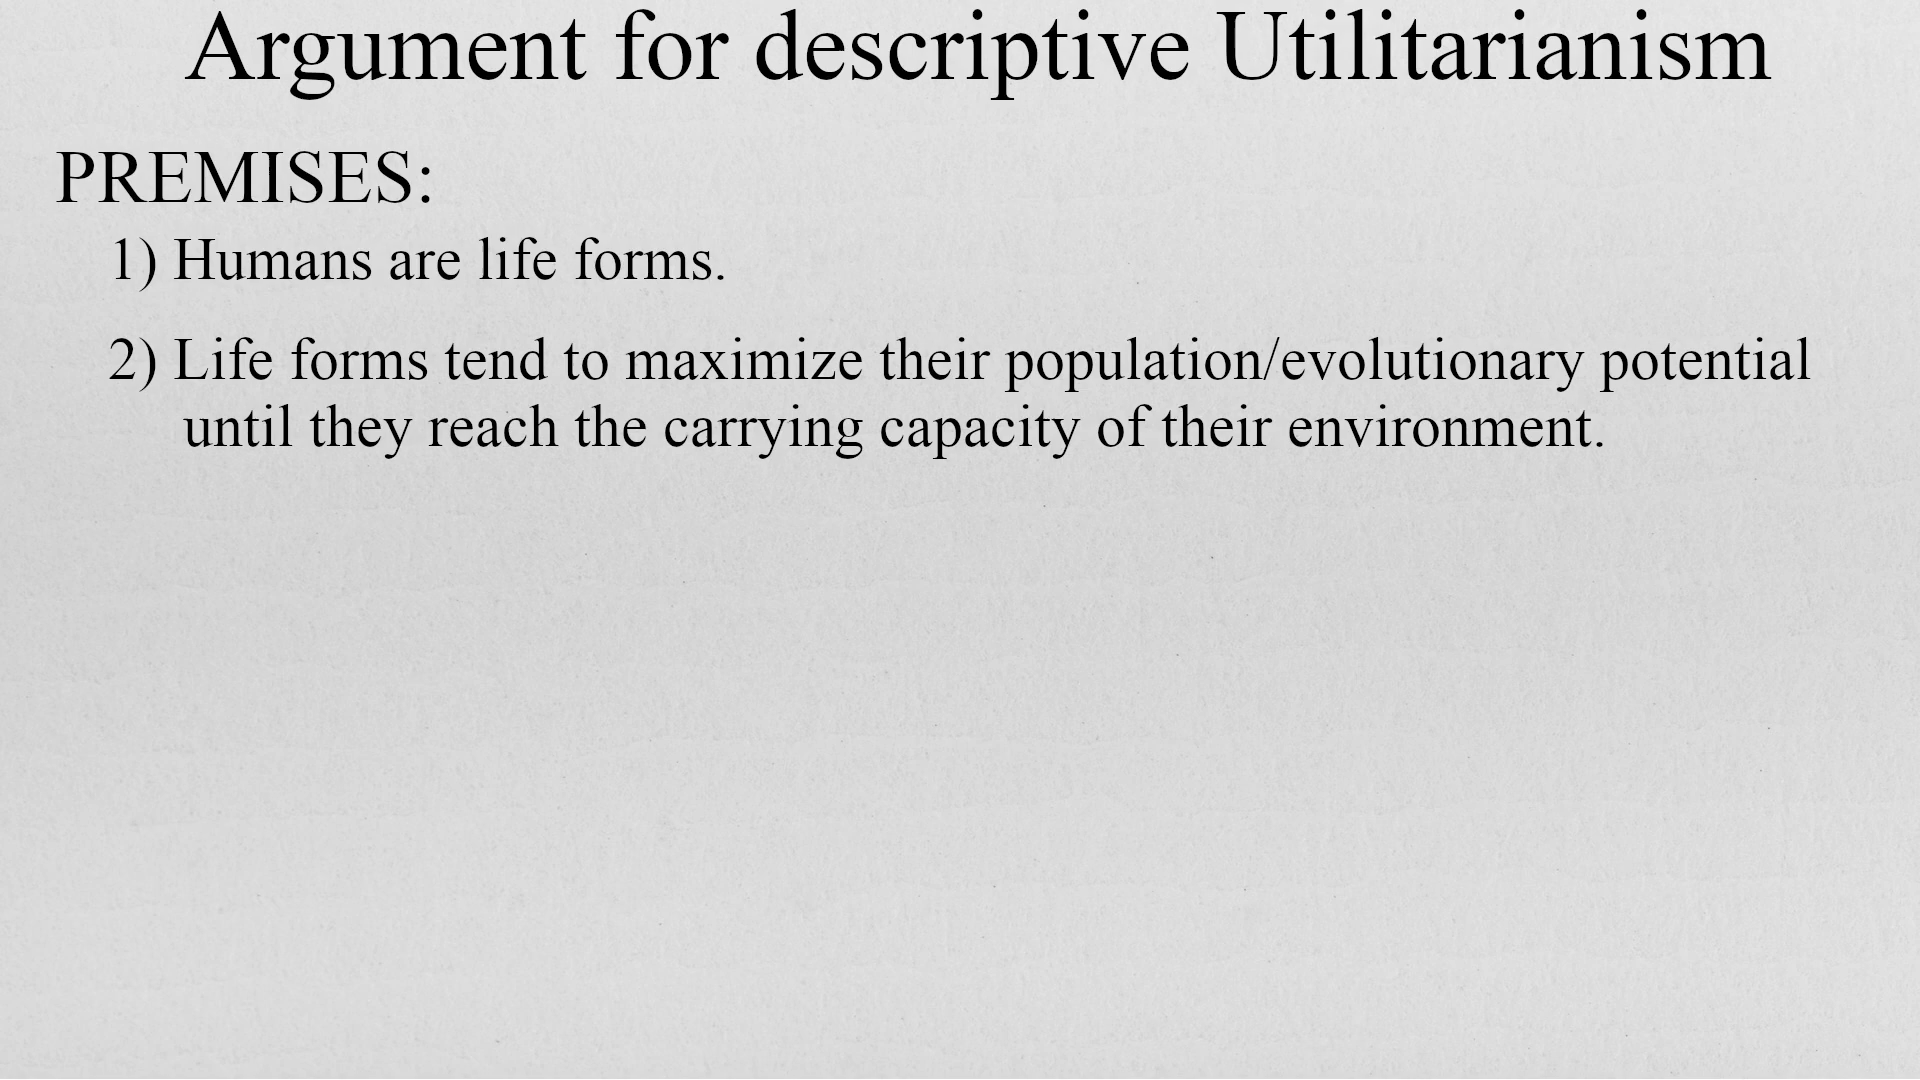 Argument for descriptive Utilitarianism
PREMISES:
1) Humans are life forms.
2) Life forms tend to maximize their population/evolutionary potential
until they reach the carrying capacity of their environment.